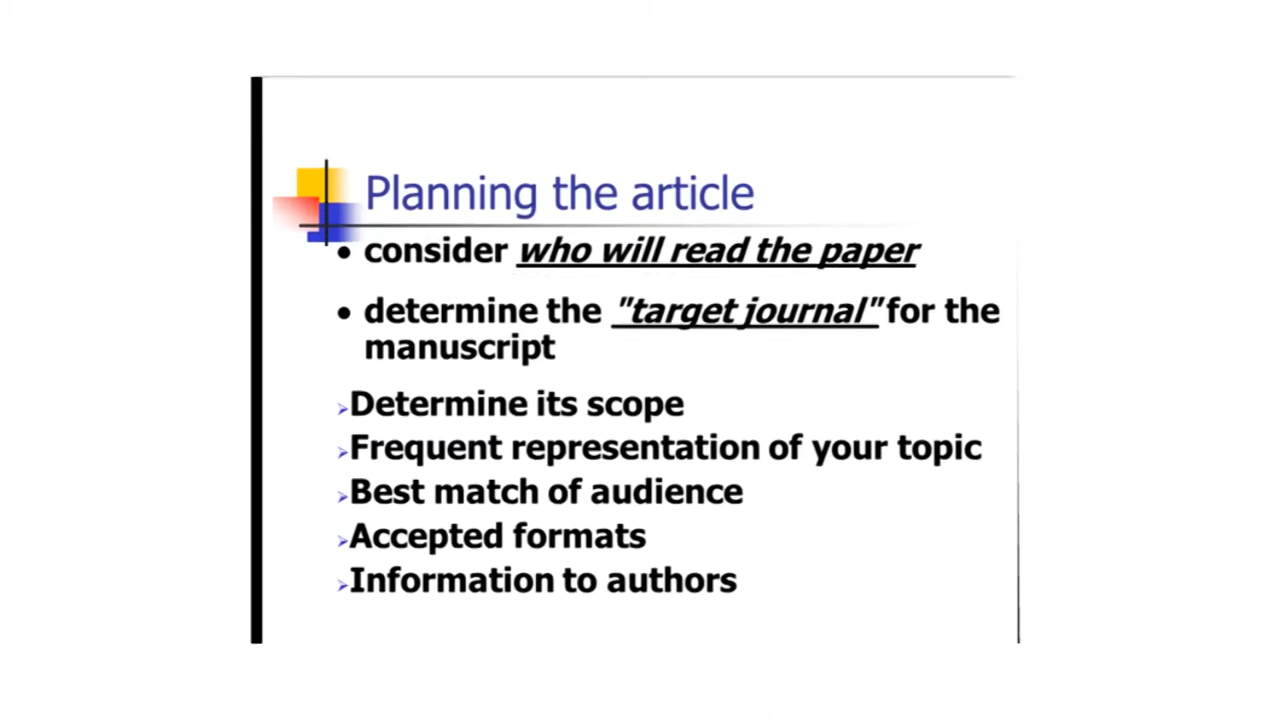 Planning the article
• consider who will read the paper
• determine the "target journal" for the
manuscript
➢Determine its scope
➢Frequent representation of your topic
➢Best match of audience
➢Accepted formats
➢Information to authors